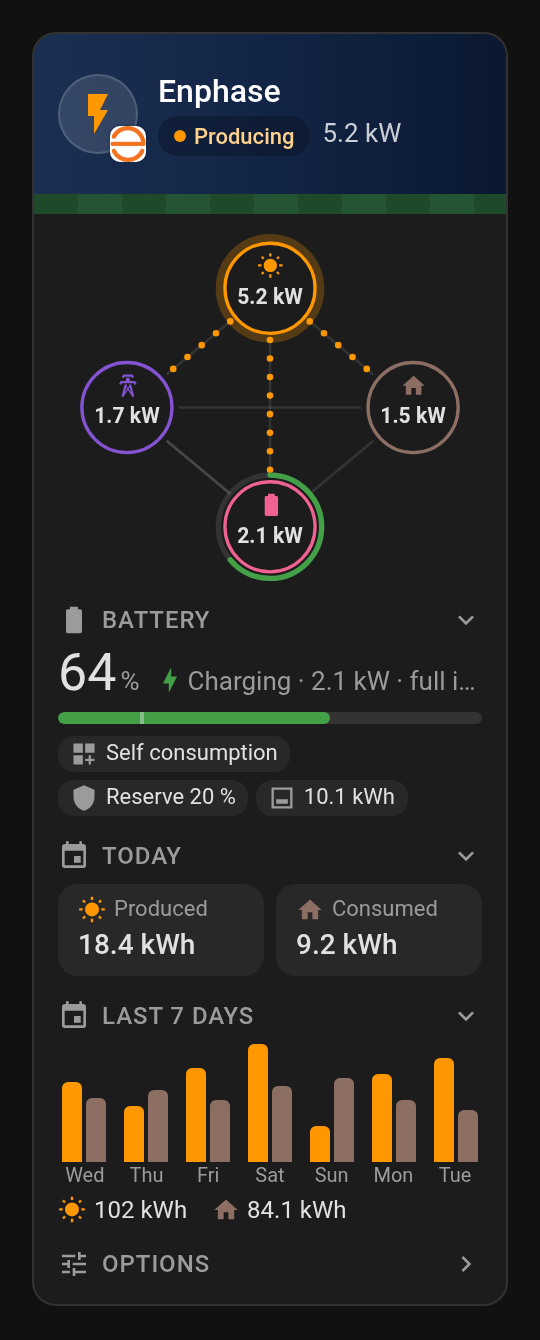 Enphase
Producing 5.2 kW
5.2 kW
1.7 kW 1.5 kW
2.1 kW
BATTERY
64 % Charging · 2.1 kW · full i...
Self consumption
Reserve 20 % 10.1 kWh
TODAY
Produced Consumed
18.4 kWh 9.2 kWh
LAST 7 DAYS
Wed Thu Fri Sat Sun Mon Tue
102 kWh 84.1 kWh
OPTIONS